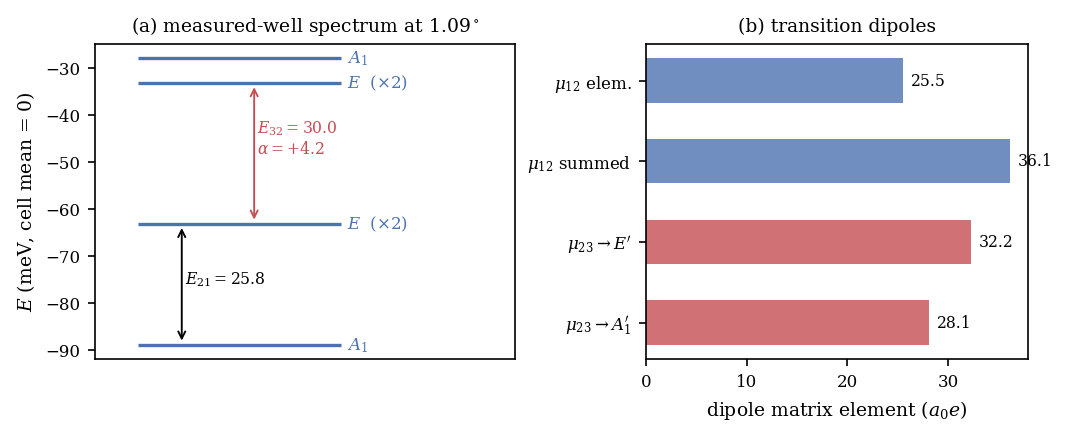 (a) measured-well spectrum at 1.09°
E (meV, cell mean = 0)
−30
−40
−50
−60
−70
−80
−90
A₁
E (×2)
E₃₂ = 30.0
α = +4.2
E (×2)
E₂₁ = 25.8
A₁
(b) transition dipoles
μ₁₂ elem.
25.5
μ₁₂ summed
36.1
μ₂₃ → E′
32.2
μ₂₃ → A′₁
28.1
0
10
20
30
dipole matrix element (a₀e)